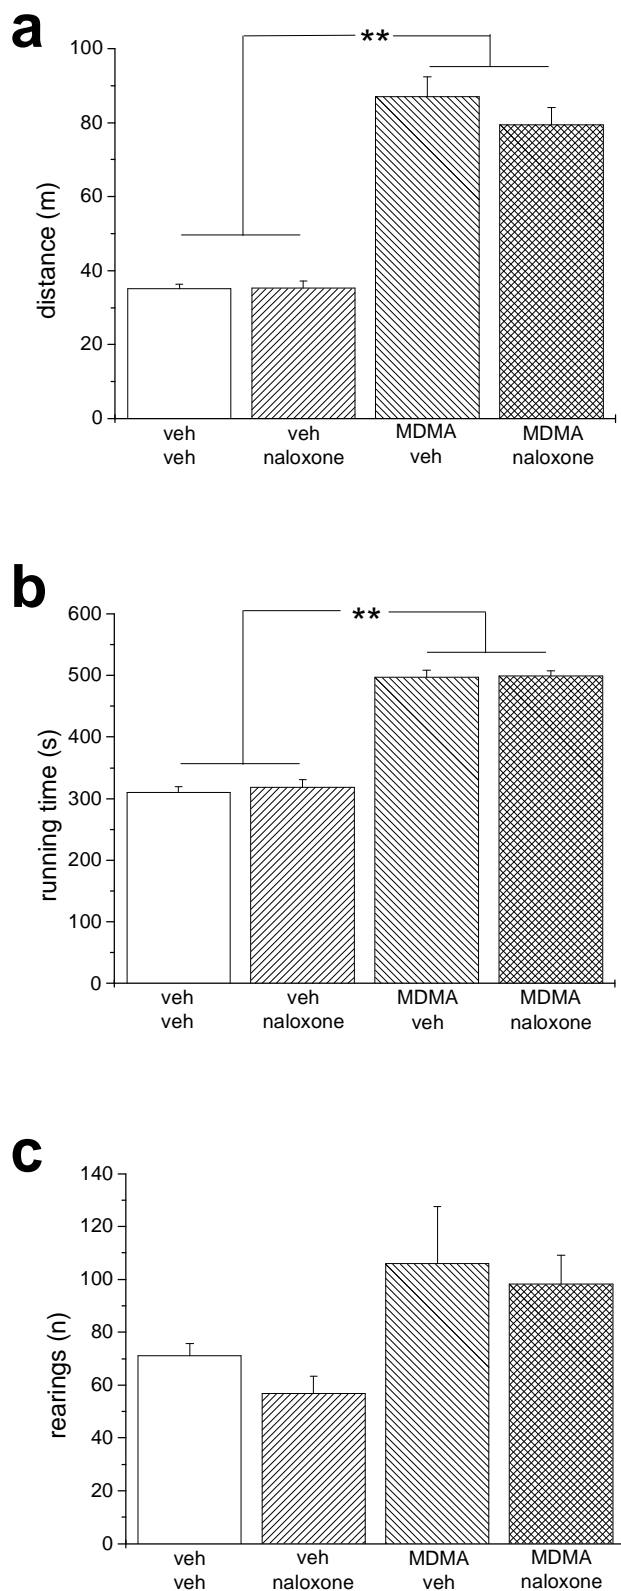 a
**
100
80
60
40
20
0
distance (m)
veh veh MDMA MDMA
veh naloxone veh naloxone
b
**
600
500
400
300
200
100
0
running time (s)
veh veh MDMA MDMA
veh naloxone veh naloxone
c
140
120
100
80
60
40
20
0
rearings (n)
veh veh MDMA MDMA
veh naloxone veh naloxone